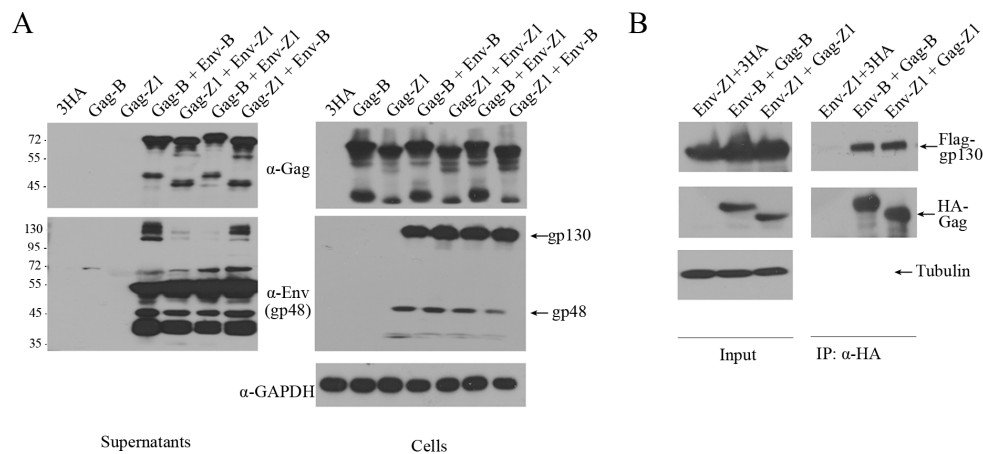 A
3HA
Gag-B
Gag-Z1
Gag-B + Env-B
Gag-Z1 + Env-Z1
Gag-B + Env-Z1
Gag-Z1 + Env-B
72 -
55 -
45 -
130
95 -
72 -
55 -
45 -
35 -
α-Gag
α-Env
(gp48)
Supernatants
3HA
Gag-B
Gag-Z1
Gag-B + Env-B
Gag-Z1 + Env-Z1
Gag-B + Env-Z1
Gag-Z1 + Env-B
gp130
gp48
α-GAPDH
Cells
B
Env-Z1+3HA
Env-B + Gag-B
Env-Z1 + Gag-Z1
Env-Z1+3HA
Env-B + Gag-B
Env-Z1 + Gag-Z1
Flag-
gp130
HA-
Gag
Tubulin
Input
IP: α-HA